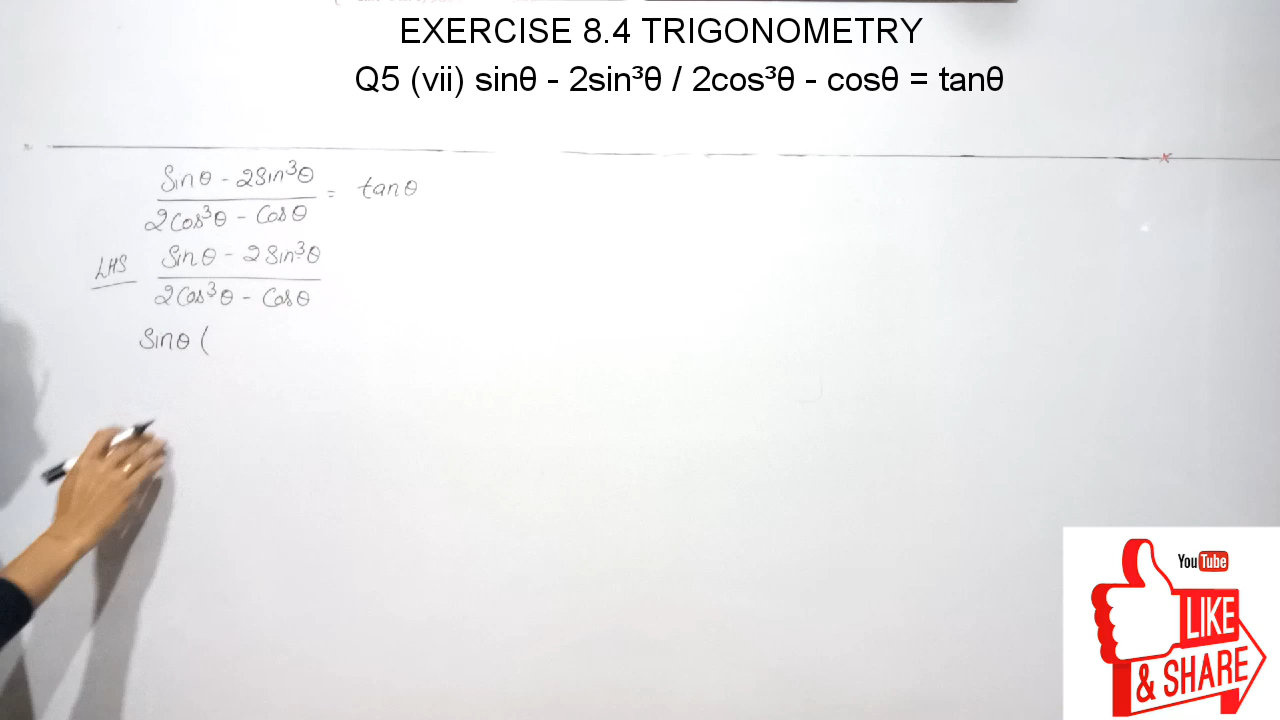 EXERCISE 8.4 TRIGONOMETRY
Q5 (vii) sinθ - 2sin³θ / 2cos³θ - cosθ = tanθ
Sinθ - 2Sin³θ
= tanθ
2Cos³θ - Cosθ
LHS Sinθ - 2Sin³θ
2Cos³θ - Cosθ
Sinθ (
YouTube
LIKE
& SHARE